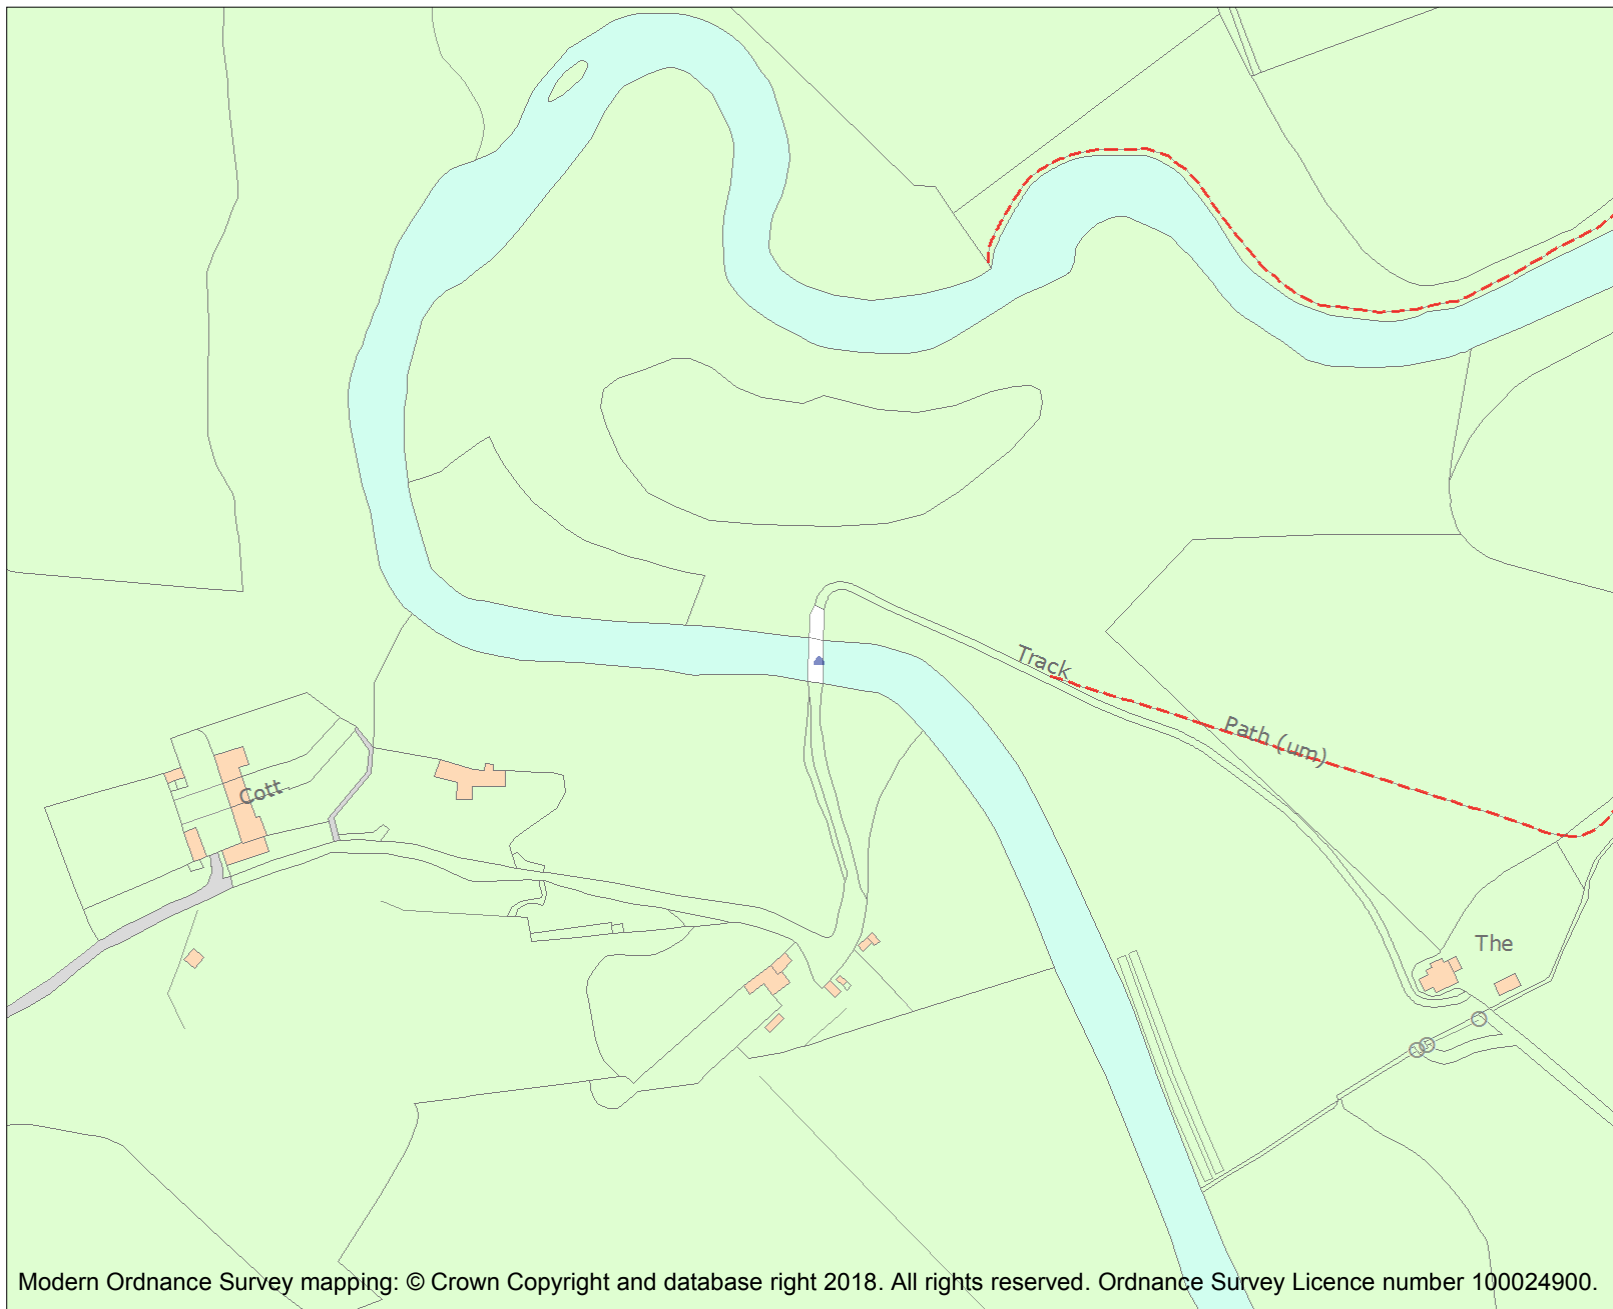 Track
Path (um)
Cott
The
Modern Ordnance Survey mapping: © Crown Copyright and database right 2018. All rights reserved. Ordnance Survey Licence number 100024900.